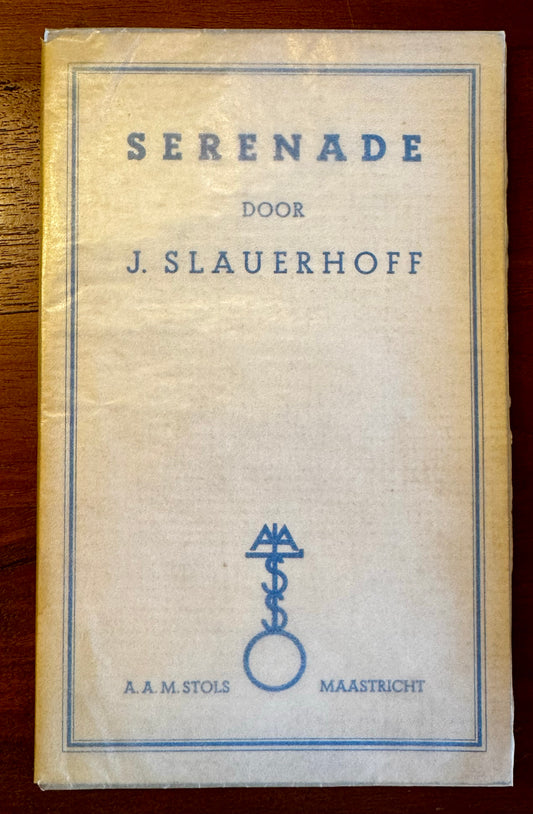 SERENADE
DOOR
J. SLAUERHOFF
A. A. M. STOLS MAASTRICHT